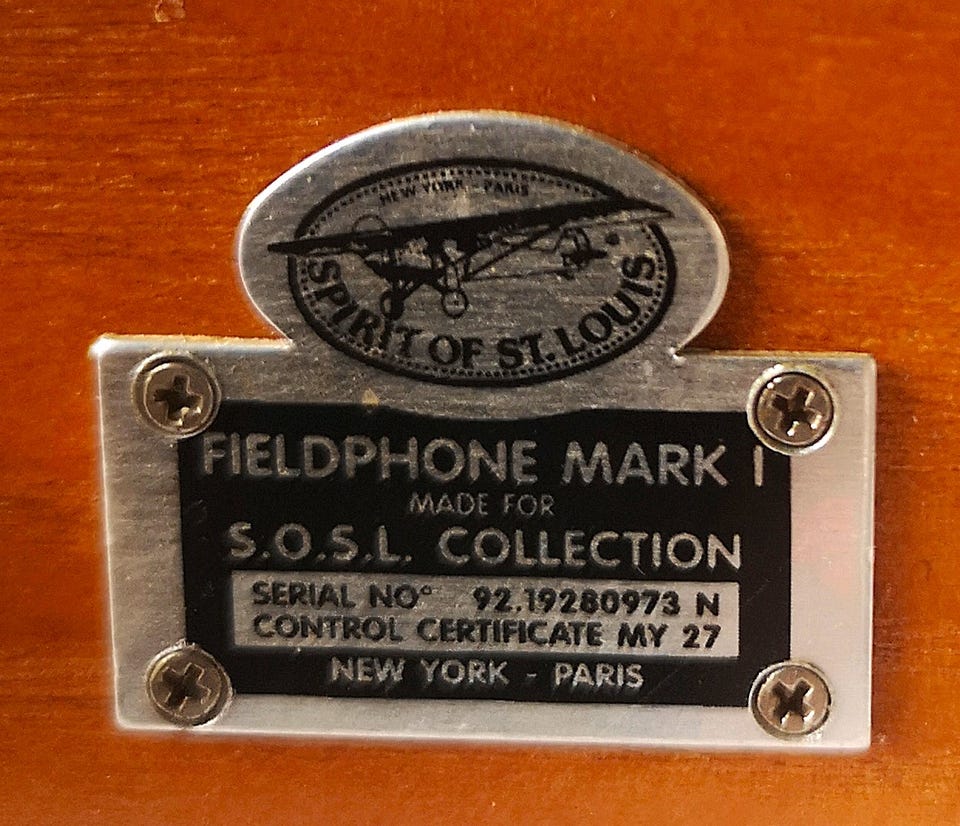 NEW YORK - PARIS
SPIRIT OF ST. LOUIS
FIELDPHONE MARK I
MADE FOR
S.O.S.L. COLLECTION
SERIAL NO° 92.19280973 N
CONTROL CERTIFICATE MY 27
NEW YORK - PARIS